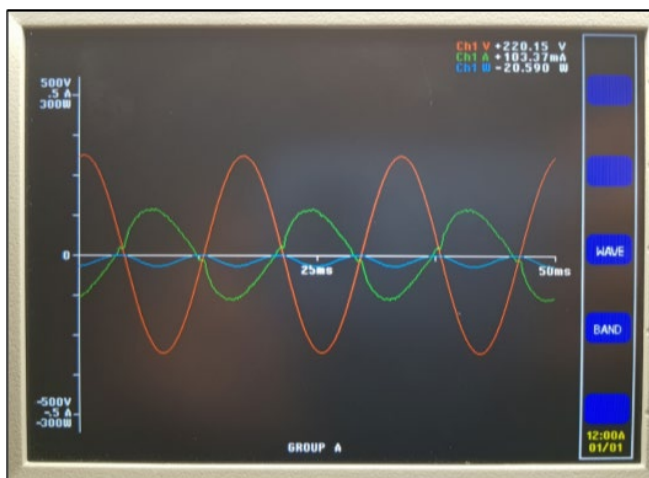 Ch1 V +220.15 V
Ch1 A +103.37mA
Ch1 W -20.590 W
500V
.5 A
300W
0
25ms
50ms
-500V
-.5 A
-300W
GROUP A
WAVE
BAND
12:00A
01/01